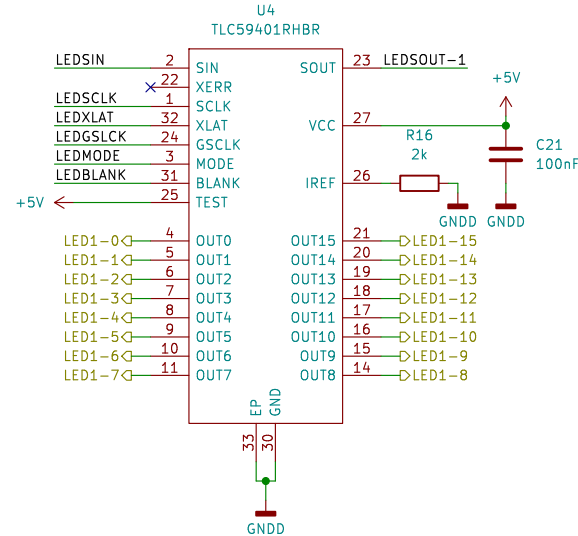 U4
TLC59401RHBR
LEDSIN 2 SIN SOUT 23 LEDSOUT-1
22 XERR
LEDSCLK 1 SCLK
LEDXLAT 32 XLAT VCC 27 +5V
LEDGSLCK 24 GSCLK
LEDMODE 3 MODE
LEDBLANK 31 BLANK IREF 26
R16
2k
C21
100nF
+5V 25 TEST
GNDD GNDD
LED1-0 4 OUT0 OUT15 21 LED1-15
LED1-1 5 OUT1 OUT14 20 LED1-14
LED1-2 6 OUT2 OUT13 19 LED1-13
LED1-3 7 OUT3 OUT12 18 LED1-12
LED1-4 8 OUT4 OUT11 17 LED1-11
LED1-5 9 OUT5 OUT10 16 LED1-10
LED1-6 10 OUT6 OUT9 15 LED1-9
LED1-7 11 OUT7 OUT8 14 LED1-8
EP GND
33 30
GNDD